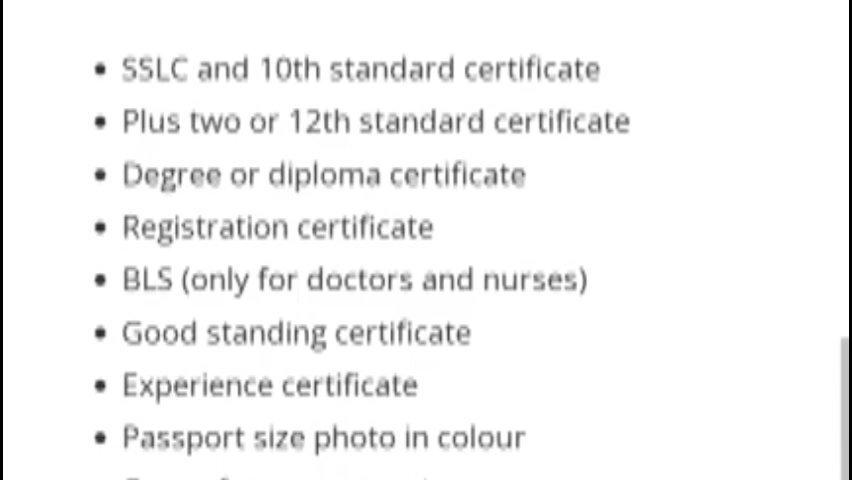 • SSLC and 10th standard certificate
• Plus two or 12th standard certificate
• Degree or diploma certificate
• Registration certificate
• BLS (only for doctors and nurses)
• Good standing certificate
• Experience certificate
• Passport size photo in colour